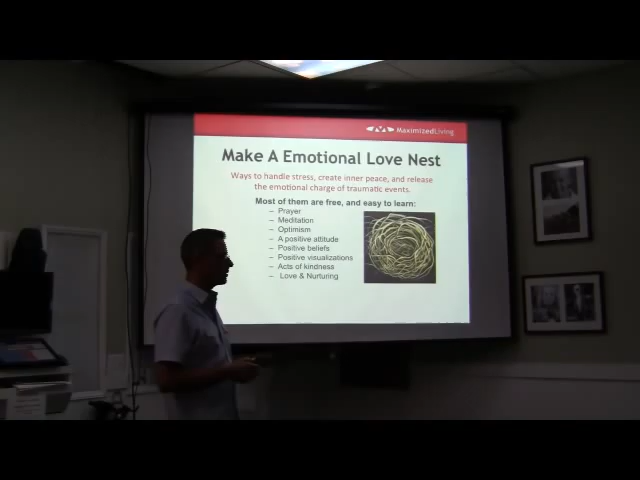 MaximizedLiving
Make A Emotional Love Nest
Ways to handle stress, create inner peace, and release
the emotional charge of traumatic events.
Most of them are free, and easy to learn:
– Prayer
– Meditation
– Optimism
– A positive attitude
– Positive beliefs
– Positive visualizations
– Acts of kindness
– Love & Nurturing